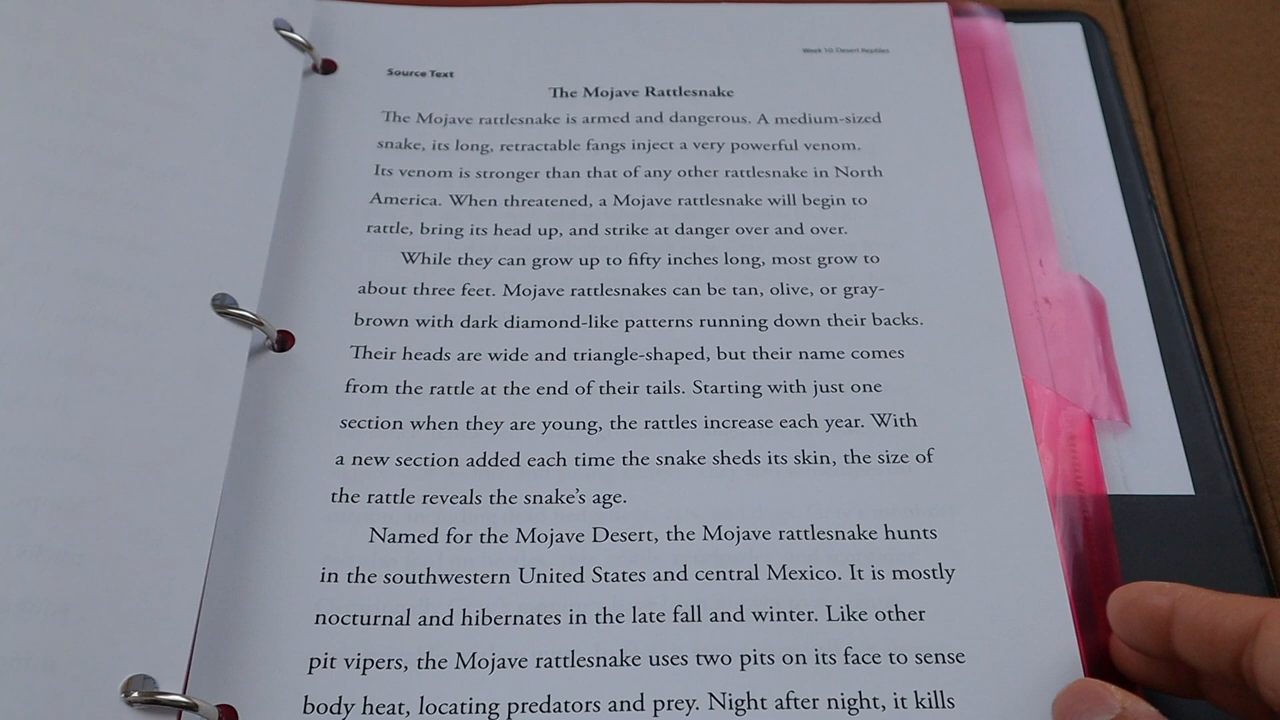 Week 10: Desert Reptiles
Source Text
The Mojave Rattlesnake
The Mojave rattlesnake is armed and dangerous. A medium-sized
snake, its long, retractable fangs inject a very powerful venom.
Its venom is stronger than that of any other rattlesnake in North
America. When threatened, a Mojave rattlesnake will begin to
rattle, bring its head up, and strike at danger over and over.
While they can grow up to fifty inches long, most grow to
about three feet. Mojave rattlesnakes can be tan, olive, or gray-
brown with dark diamond-like patterns running down their backs.
Their heads are wide and triangle-shaped, but their name comes
from the rattle at the end of their tails. Starting with just one
section when they are young, the rattles increase each year. With
a new section added each time the snake sheds its skin, the size of
the rattle reveals the snake's age.
Named for the Mojave Desert, the Mojave rattlesnake hunts
in the southwestern United States and central Mexico. It is mostly
nocturnal and hibernates in the late fall and winter. Like other
pit vipers, the Mojave rattlesnake uses two pits on its face to sense
body heat, locating predators and prey. Night after night, it kills